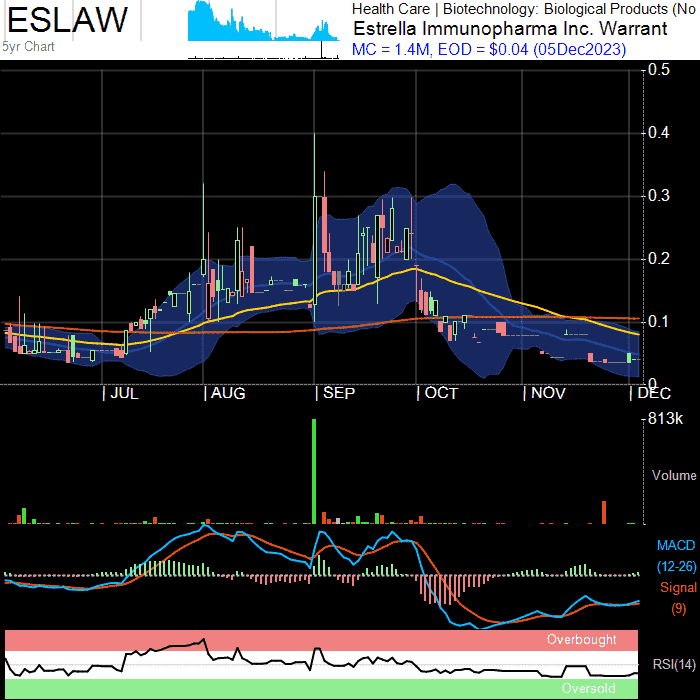 ESLAW
5yr Chart
Health Care | Biotechnology: Biological Products (No
Estrella Immunopharma Inc. Warrant
MC = 1.4M, EOD = $0.04 (05Dec2023)
0.5
0.4
0.3
0.2
0.1
0
JUL AUG SEP OCT NOV DEC
813k
Volume
MACD
(12-26)
Signal
(9)
Overbought
RSI(14)
Oversold